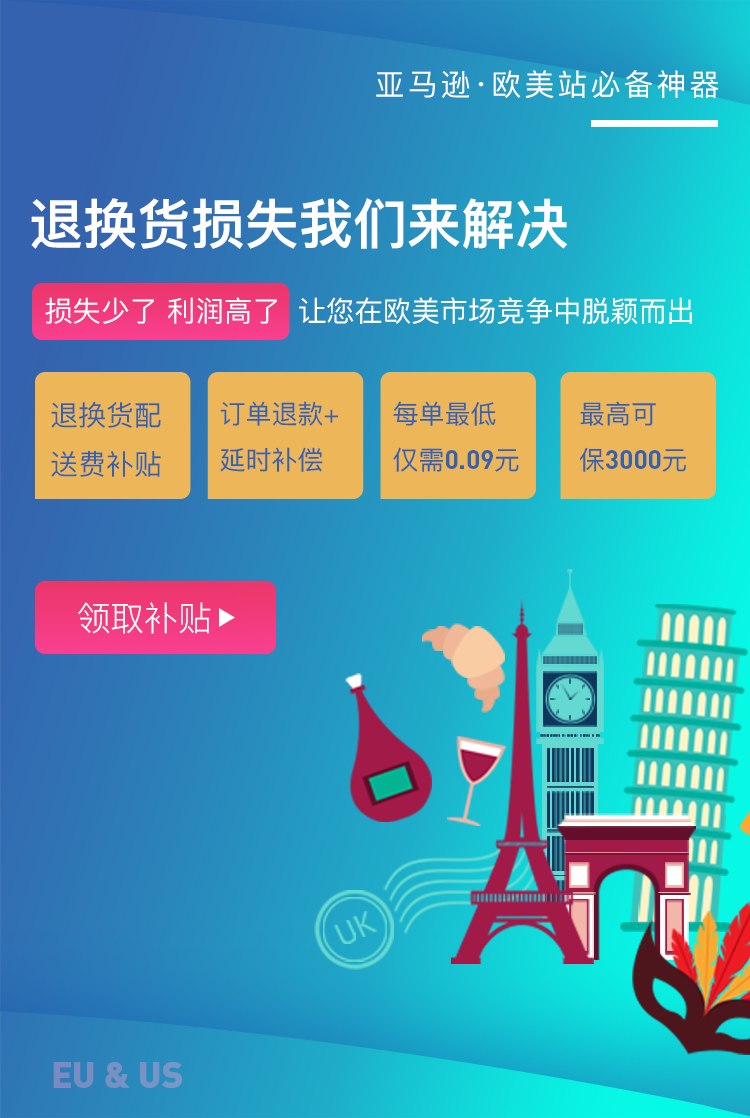 亚马逊·欧美站必备神器
退换货损失我们来解决
损失少了 利润高了 让您在欧美市场竞争中脱颖而出
退换货配
送费补贴
订单退款+
延时补偿
每单最低
仅需0.09元
最高可
保3000元
领取补贴
UK
EU & US